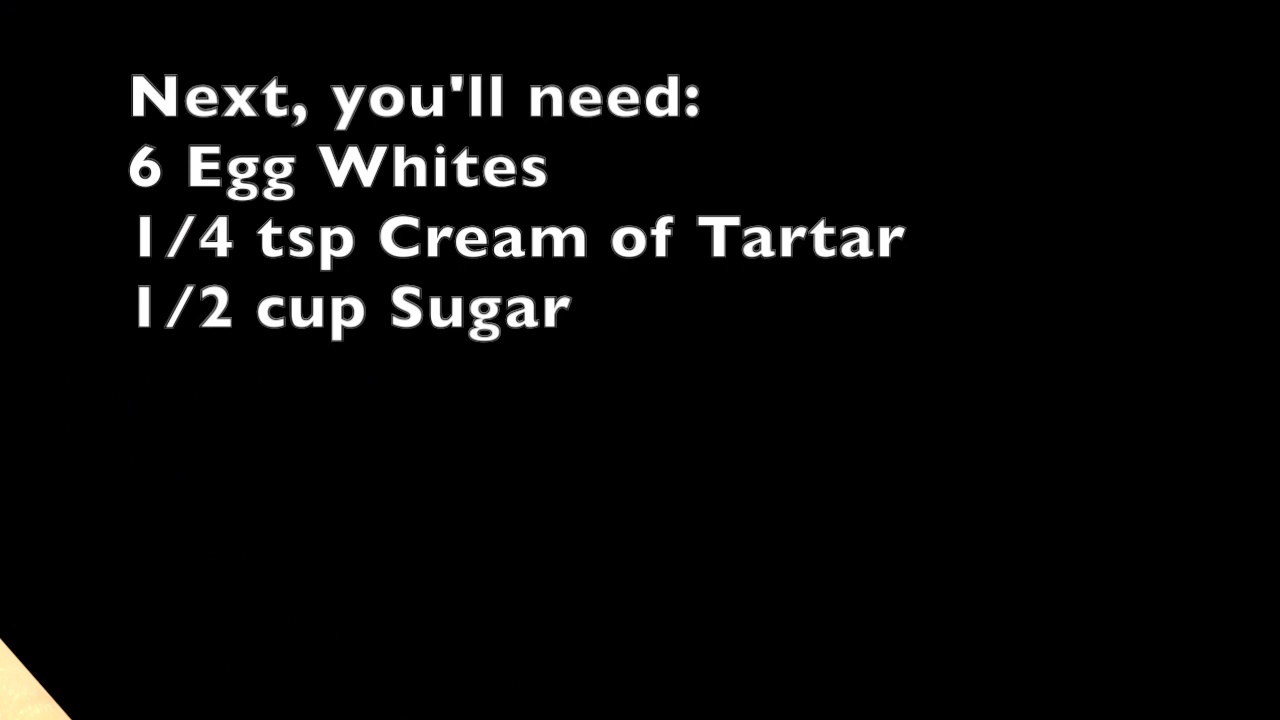 Next, you'll need:
6 Egg Whites
1/4 tsp Cream of Tartar
1/2 cup Sugar